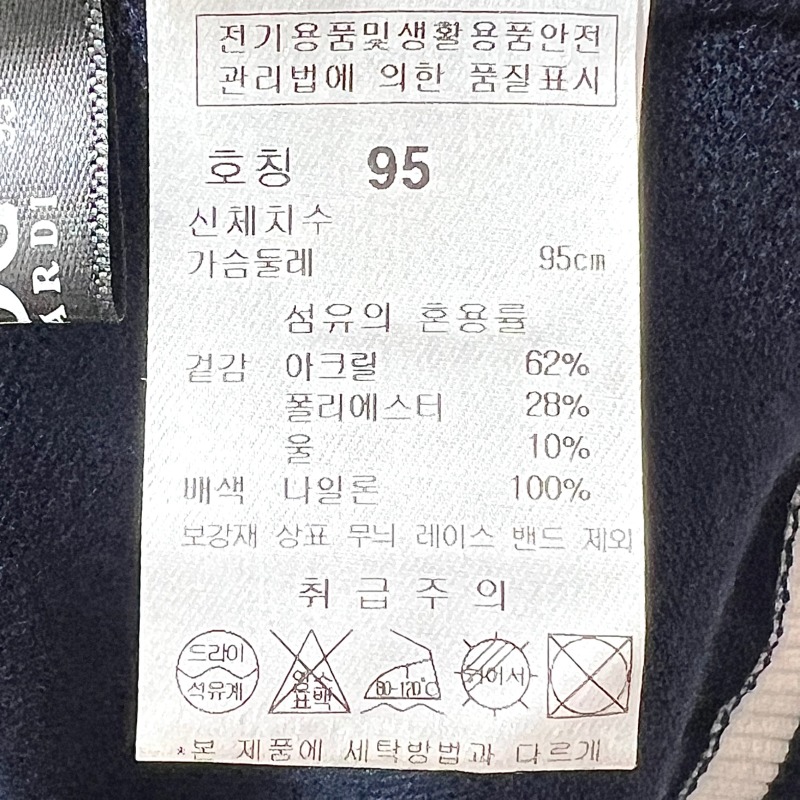 전기용품및생활용품안전
관리법에 의한 품질표시
호칭 95
신체치수
가슴둘레 95cm
섬유의 혼용률
겉감 아크릴 62%
폴리에스터 28%
울 10%
배색 나일론 100%
보강재 상표 무늬 레이스 밴드 제외
취급주의
드라이
석유계
염소
표백
80-120°C
뉘어서
*본 제품에 세탁방법과 다르게
ARDI